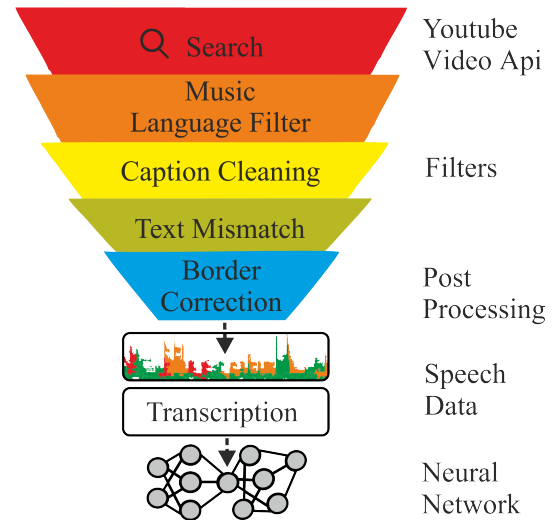 Search
Youtube
Video Api
Music
Language Filter
Caption Cleaning
Filters
Text Mismatch
Border
Correction
Post
Processing
Speech
Data
Transcription
Neural
Network